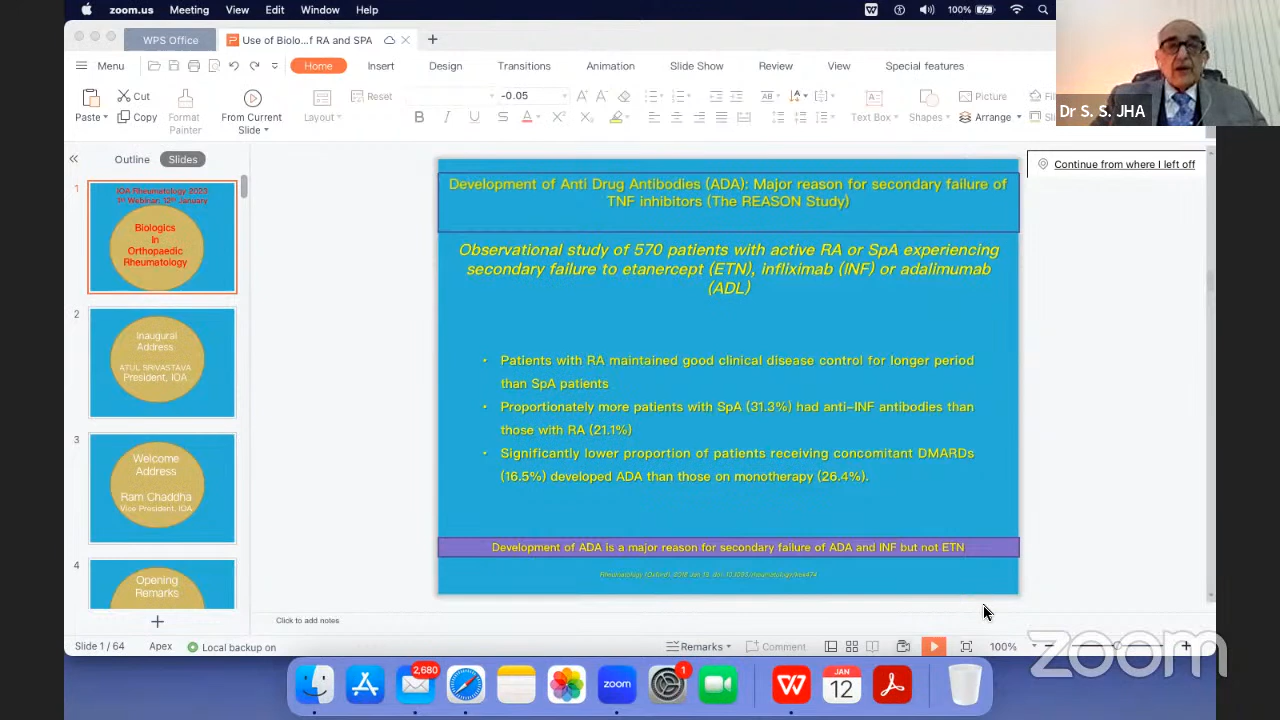 zoom.us Meeting View Edit Window Help
100%
WPS Office
Use of Biolo...f RA and SPA
Menu
Home Insert Design Transitions Animation Slide Show Review View Special features
Dr S. S. JHA
Paste
Cut
Copy
Format
Painter
From Current
Slide
Layout
Reset
-0.05
B I U S A
Text Box
Picture
Shapes
Arrange
Outline Slides
Continue from where I left off
1
IOA Rheumatology 2023
1st Webinar, 12th January
Biologics
in
Orthopaedic
Rheumatology
2
Inaugural
Address
ATUL SRIVASTAVA
President, IOA
3
Welcome
Address
Ram Chaddha
Vice President, IOA
4
Opening
Remarks
Development of Anti Drug Antibodies (ADA): Major reason for secondary failure of
TNF inhibitors (The REASON Study)
Observational study of 570 patients with active RA or SpA experiencing
secondary failure to etanercept (ETN), infliximab (INF) or adalimumab
(ADL)
• Patients with RA maintained good clinical disease control for longer period
than SpA patients
• Proportionately more patients with SpA (31.3%) had anti-INF antibodies than
those with RA (21.1%)
• Significantly lower proportion of patients receiving concomitant DMARDs
(16.5%) developed ADA than those on monotherapy (26.4%).
Development of ADA is a major reason for secondary failure of ADA and INF but not ETN
Click to add notes
Slide 1 / 64 Apex Local backup on
Remarks Comment
100%
zoom
2,680
zoom
1
JAN
12